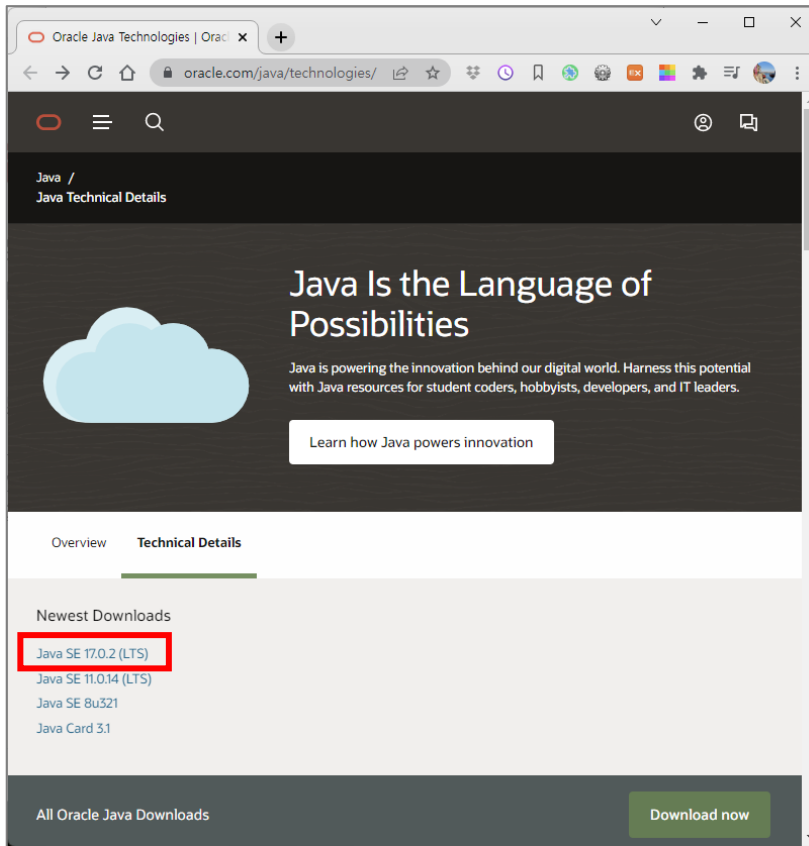 Oracle Java Technologies | Orac
oracle.com/java/technologies/
EX
Java /
Java Technical Details
Java Is the Language of
Possibilities
Java is powering the innovation behind our digital world. Harness this potential
with Java resources for student coders, hobbyists, developers, and IT leaders.
Learn how Java powers innovation
Overview Technical Details
Newest Downloads
Java SE 17.0.2 (LTS)
Java SE 11.0.14 (LTS)
Java SE 8u321
Java Card 3.1
All Oracle Java Downloads Download now